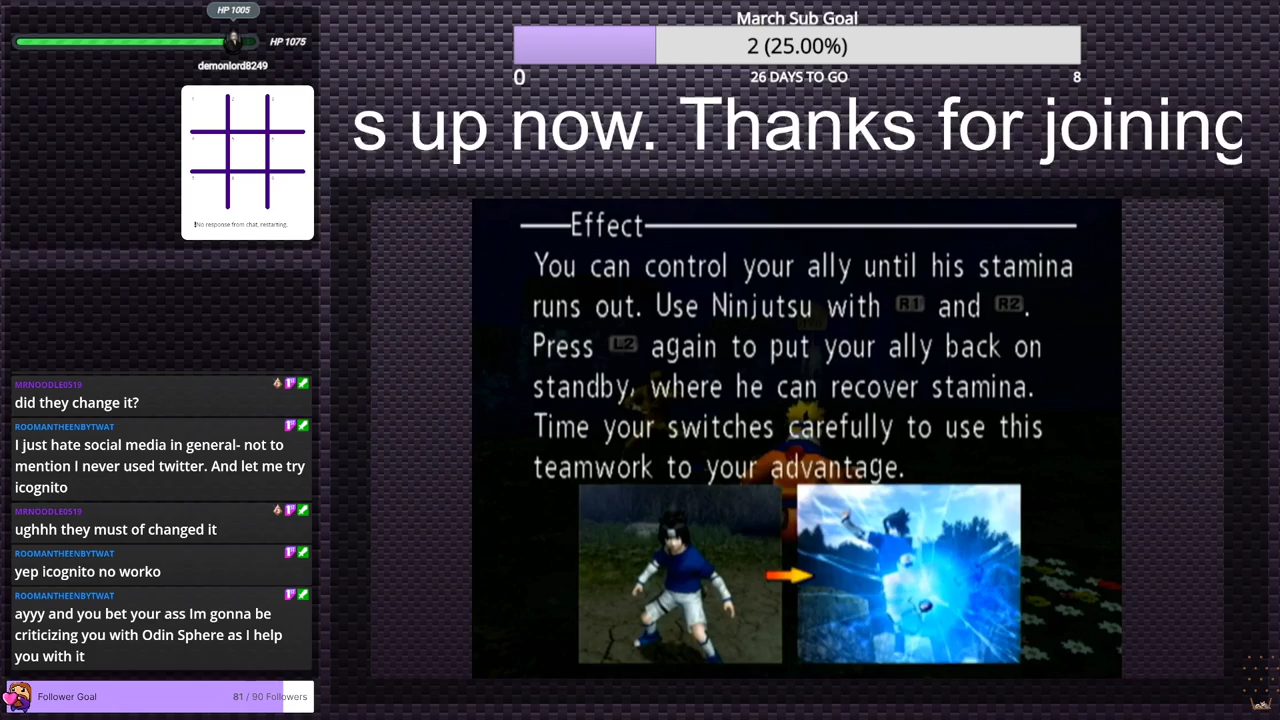 HP 1005
HP 1075
demonlord8249
No response from chat, restarting.
MRNOODLE0519
did they change it?
ROOMANTHEENBYTWAT
I just hate social media in general- not to
mention I never used twitter. And let me try
icognito
MRNOODLE0519
ughhh they must of changed it
ROOMANTHEENBYTWAT
yep icognito no worko
ROOMANTHEENBYTWAT
ayyy and you bet your ass Im gonna be
criticizing you with Odin Sphere as I help
you with it
Follower Goal
81 / 90 Followers
March Sub Goal
2 (25.00%)
0
26 DAYS TO GO
8
s up now. Thanks for joining
Effect
You can control your ally until his stamina
runs out. Use Ninjutsu with R1 and R2.
Press L2 again to put your ally back on
standby, where he can recover stamina.
Time your switches carefully to use this
teamwork to your advantage.